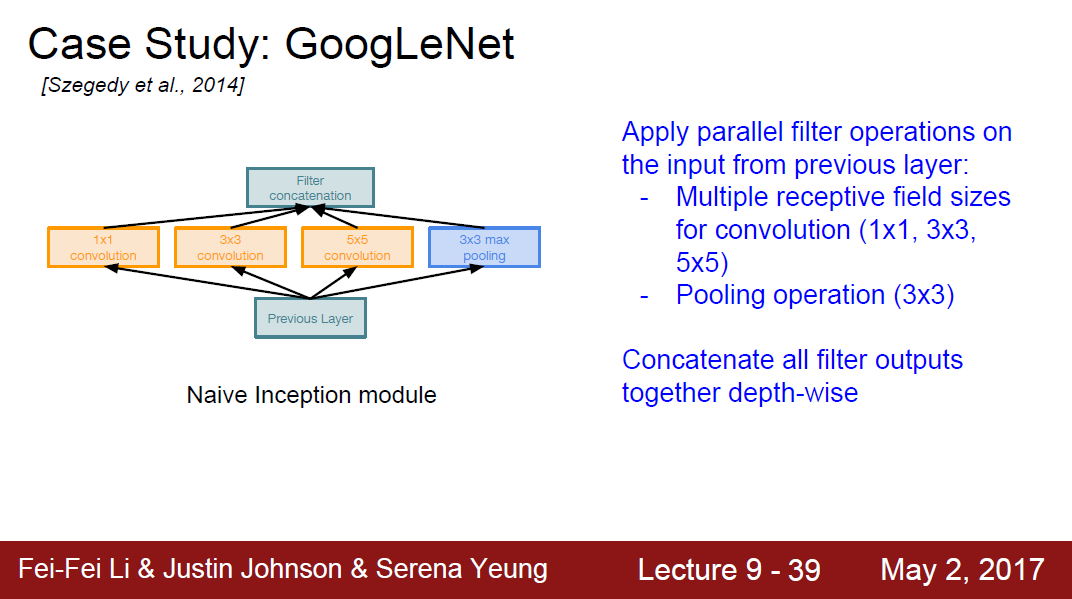 Case Study: GoogLeNet
[Szegedy et al., 2014]
Filter
concatenation
1x1
convolution
3x3
convolution
5x5
convolution
3x3 max
pooling
Previous Layer
Naive Inception module
Apply parallel filter operations on
the input from previous layer:
- Multiple receptive field sizes
for convolution (1x1, 3x3,
5x5)
- Pooling operation (3x3)
Concatenate all filter outputs
together depth-wise
Fei-Fei Li & Justin Johnson & Serena Yeung
Lecture 9 - 39
May 2, 2017